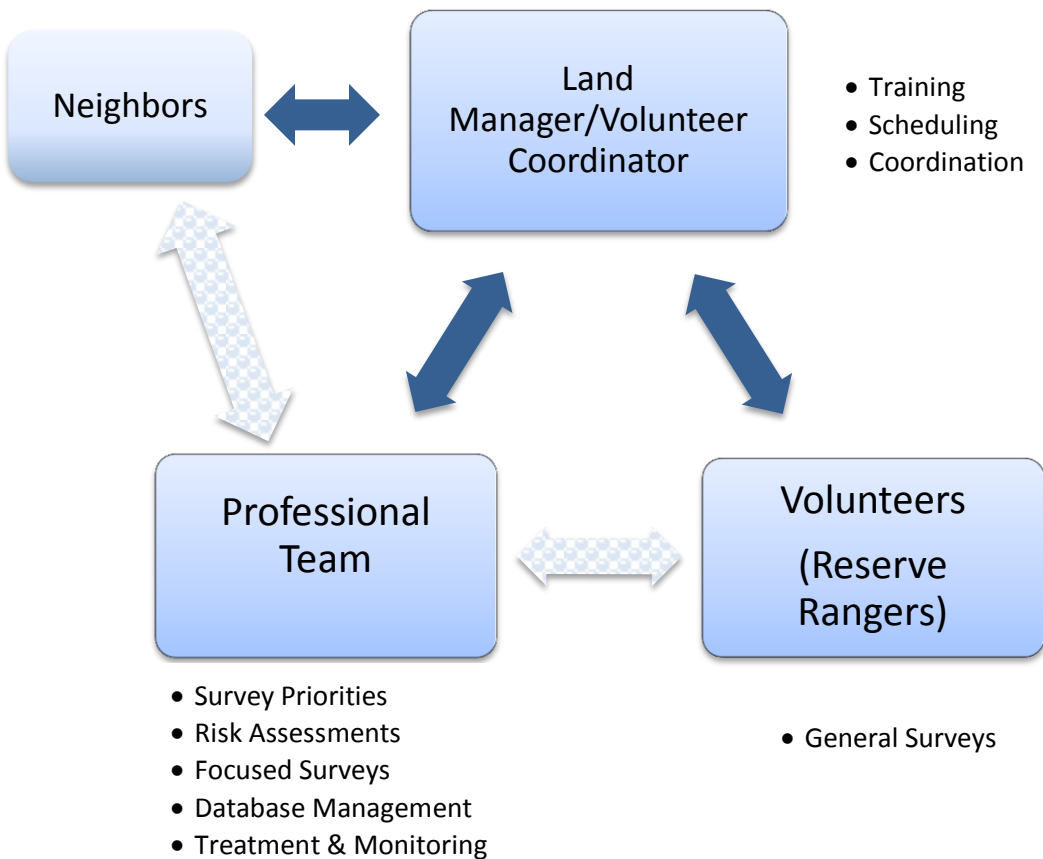 Neighbors
Land
Manager/Volunteer
Coordinator
• Training
• Scheduling
• Coordination
Professional
Team
Volunteers
(Reserve
Rangers)
• Survey Priorities
• Risk Assessments
• Focused Surveys
• Database Management
• Treatment & Monitoring
• General Surveys